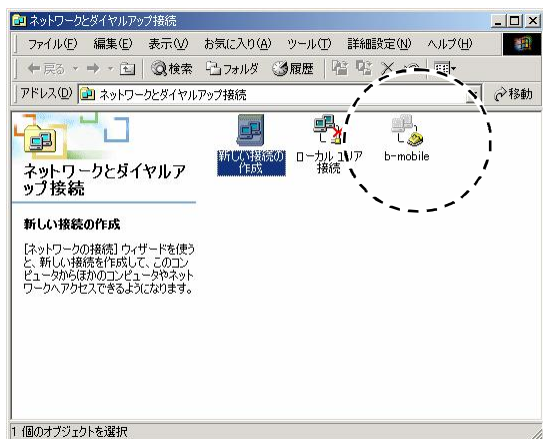 ネットワークとダイヤルアップ接続
ファイル(F) 編集(E) 表示(V) お気に入り(A) ツール(T) 詳細設定(N) ヘルプ(H)
戻る 検索 フォルダ 履歴
アドレス(D) ネットワークとダイヤルアップ接続 移動
ネットワークとダイヤルア
ップ接続
新しい接続の作成
[ネットワークの接続] ウィザードを使う
と、新しい接続を作成して、このコン
ピュータからほかのコンピュータやネット
ワークへアクセスできるようになります。
新しい接続の
作成
ローカル エリア
接続
b-mobile
1 個のオブジェクトを選択